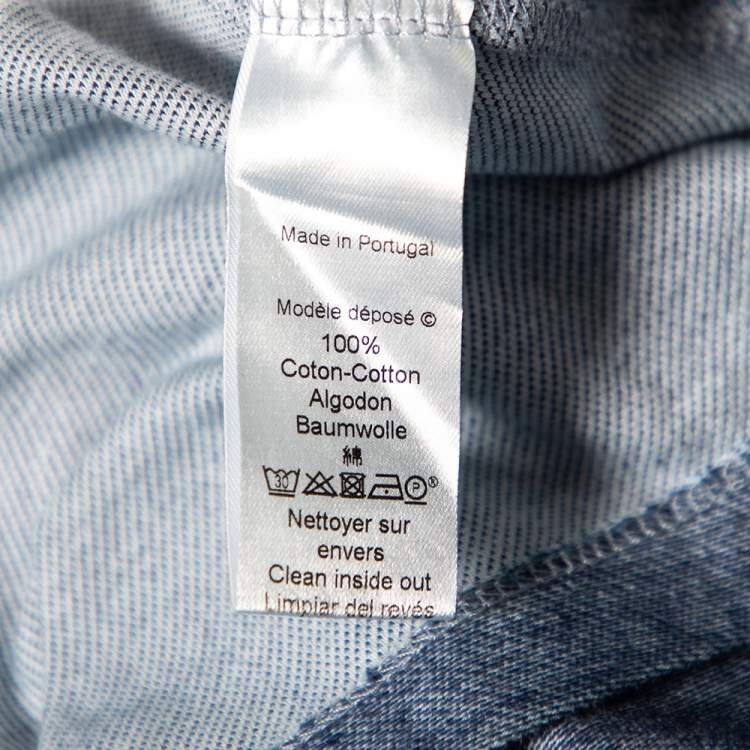 Made in Portugal
Modèle déposé ©
100%
Coton-Cotton
Algodon
Baumwolle
綿
30 P ®
Nettoyer sur
envers
Clean inside out
Limpiar del revés